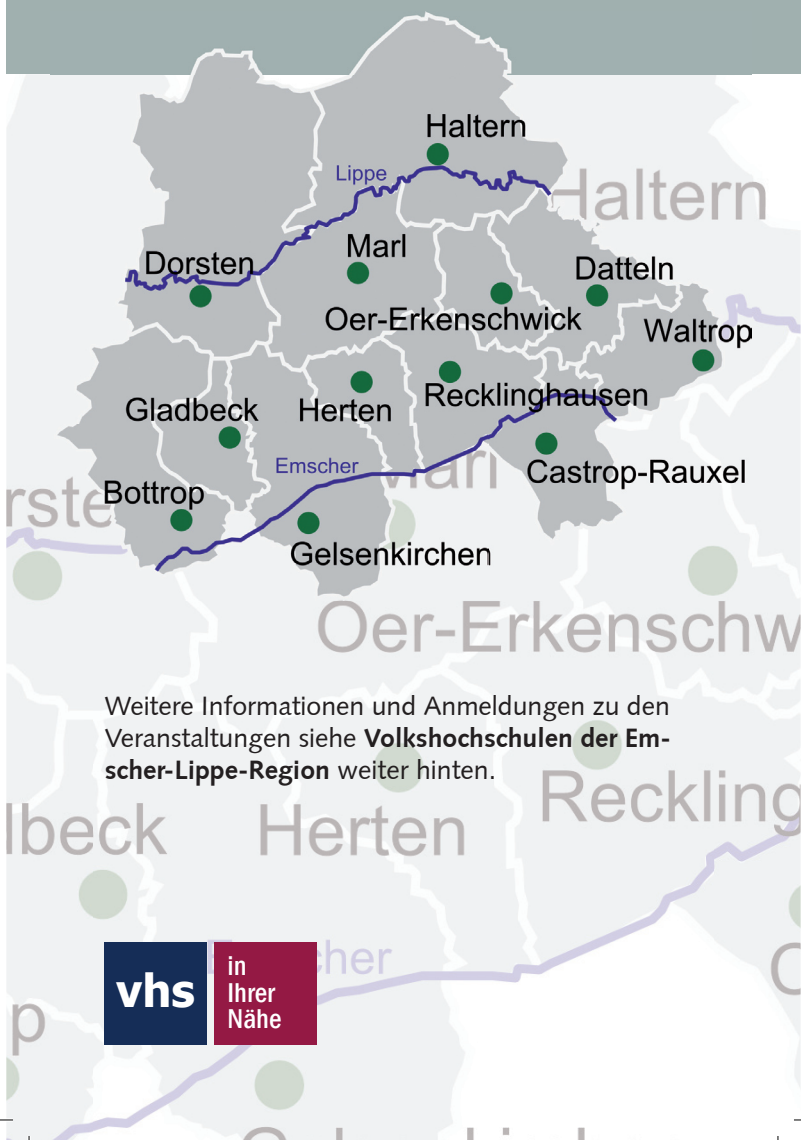 Haltern
Lippe
Haltern
Marl
Dorsten
Datteln
Oer-Erkenschwick
Waltrop
Recklinghausen
Gladbeck
Herten
Emscher
Marl
Castrop-Rauxel
Bottrop
Gelsenkirchen
Oer-Erkenschw
Weitere Informationen und Anmeldungen zu den
Veranstaltungen siehe Volkshochschulen der Em-
scher-Lippe-Region weiter hinten.
Reckling
lbeck
Herten
vhs
in
Ihrer
Nähe